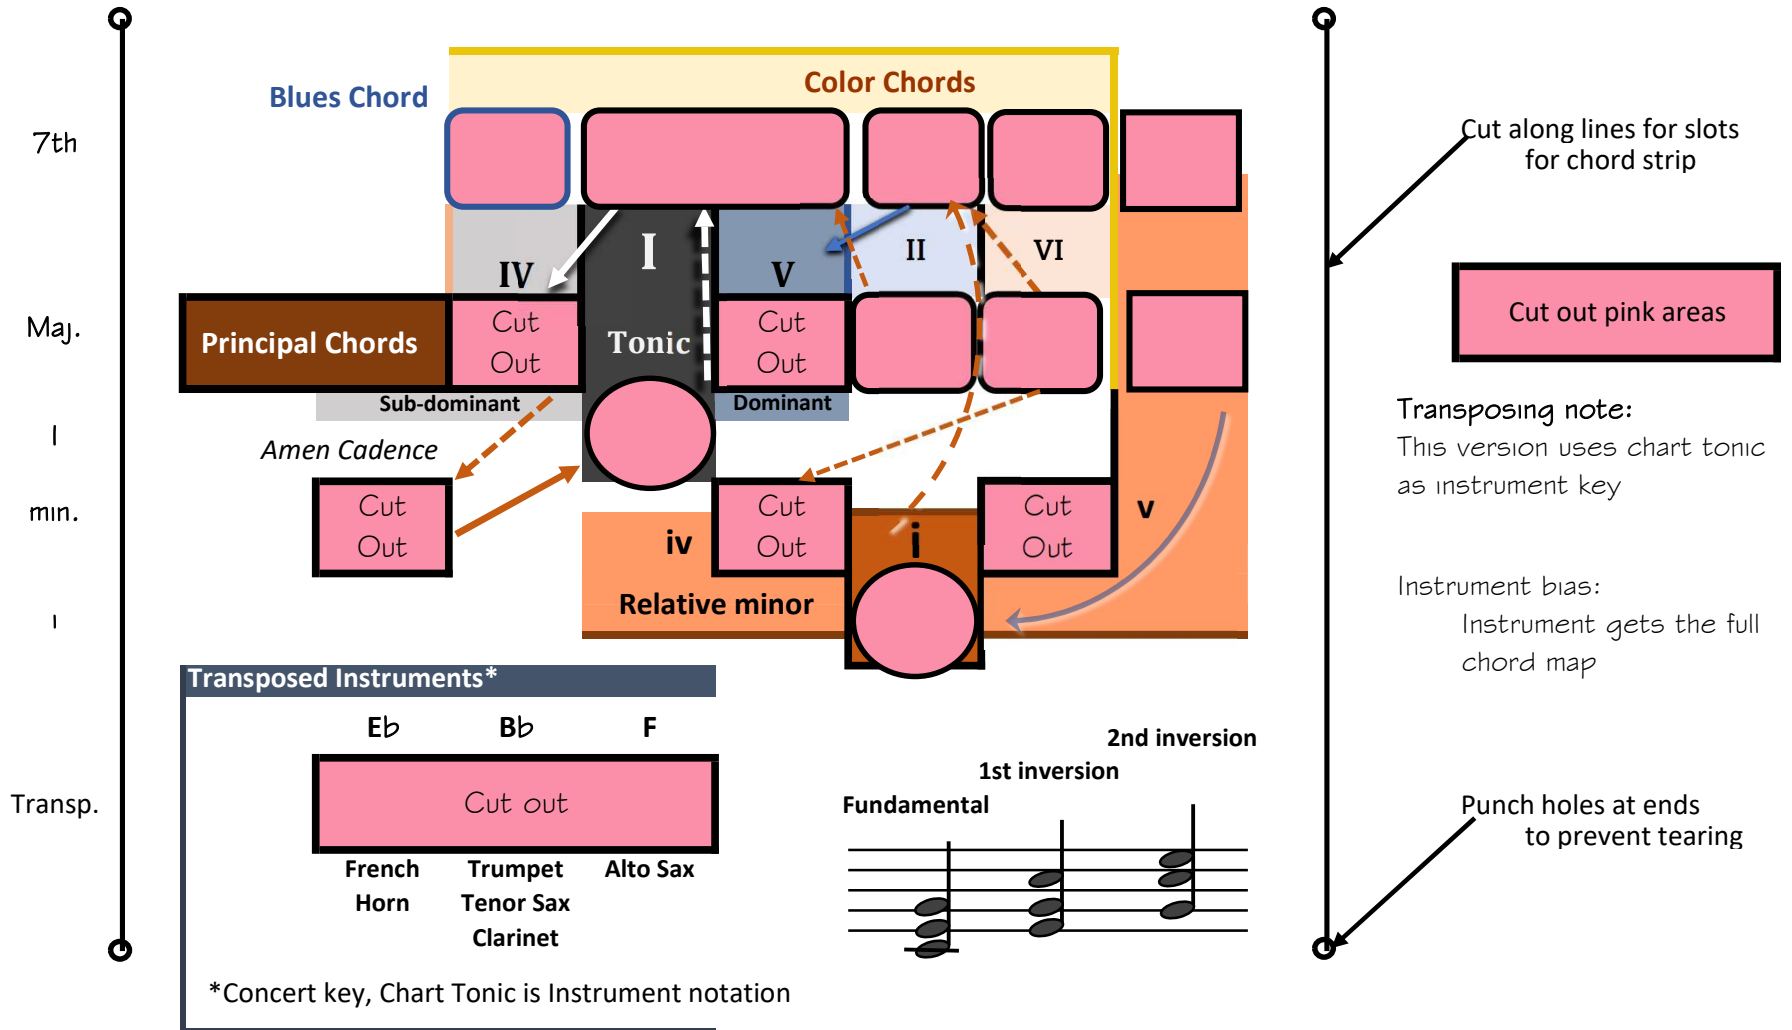 Color Chords
Blues Chord
7th
Cut along lines for slots
for chord strip
I
II
VI
IV
V
Maj.
Principal Chords
Cut
Out
Tonic
Cut
Out
Cut out pink areas
Sub-dominant
Dominant
Transposing note:
This version uses chart tonic
as instrument key
I
Amen Cadence
min.
Cut
Out
iv
Cut
Out
i
Cut
Out
v
Instrument bias:
Instrument gets the full
chord map
ı
Relative minor
Transposed Instruments*
E♭ B♭ F
2nd inversion
1st inversion
Fundamental
Transp.
Cut out
Punch holes at ends
to prevent tearing
French
Horn
Trumpet
Tenor Sax
Clarinet
Alto Sax
*Concert key, Chart Tonic is Instrument notation